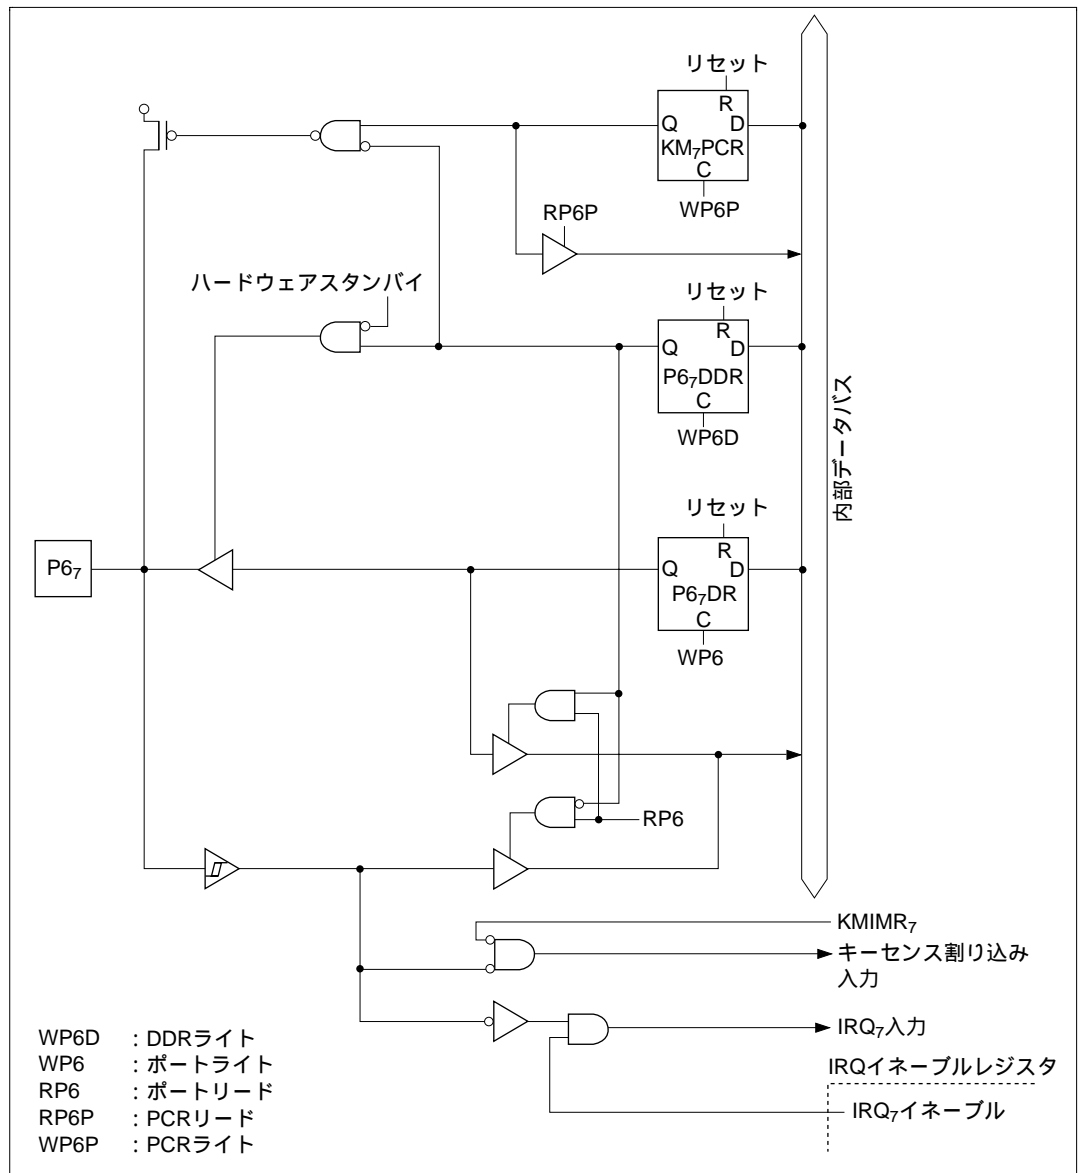 リセット
R
Q D
KM₇PCR
C
WP6P
RP6P
ハードウェアスタンバイ
リセット
R
Q D
P6₇DDR
C
WP6D
内部データバス
リセット
R
Q D
P6₇DR
C
WP6
P6₇
RP6
KMIMR₇
キーセンス割り込み
入力
IRQ₇入力
IRQイネーブルレジスタ
IRQ₇イネーブル
WP6D :DDRライト
WP6 :ポートライト
RP6 :ポートリード
RP6P :PCRリード
WP6P :PCRライト